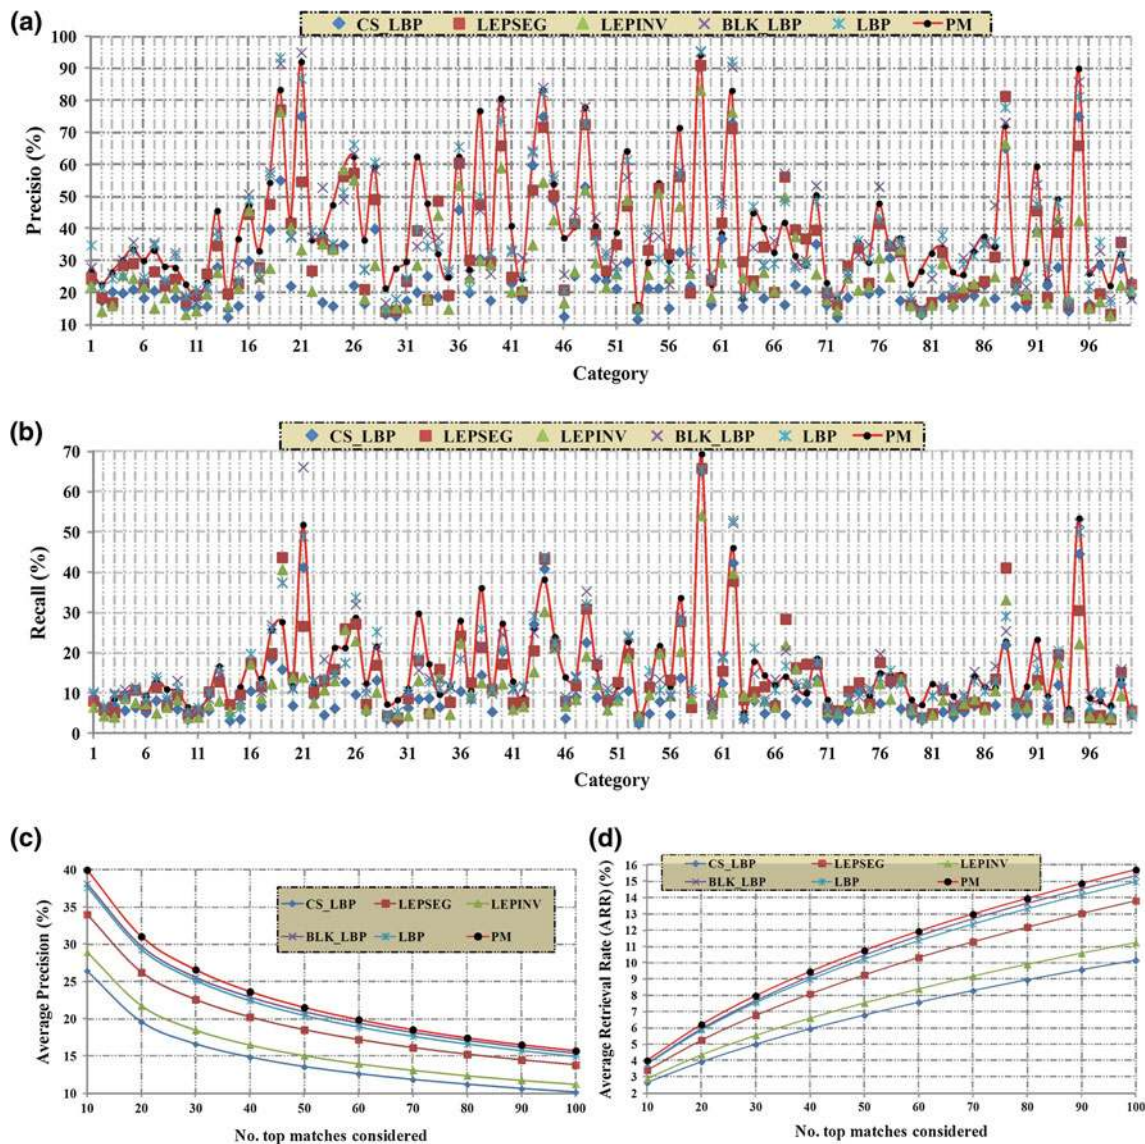 (a)
CS_LBP LEPSEG LEPINV BLK_LBP LBP PM
Precisio (%)
100
90
80
70
60
50
40
30
20
10
1 6 11 16 21 26 31 36 41 46 51 56 61 66 71 76 81 86 91 96
Category
(b)
CS_LBP LEPSEG LEPINV BLK_LBP LBP PM
Recall (%)
70
60
50
40
30
20
10
0
1 6 11 16 21 26 31 36 41 46 51 56 61 66 71 76 81 86 91 96
Category
(c)
CS_LBP LEPSEG LEPINV
BLK_LBP LBP PM
Average Precision (%)
40
35
30
25
20
15
10
10 20 30 40 50 60 70 80 90 100
No. top matches considered
(d)
CS_LBP LEPSEG LEPINV
BLK_LBP LBP PM
Average Retrieval Rate (ARR) (%)
16
15
14
13
12
11
10
9
8
7
6
5
4
3
2
10 20 30 40 50 60 70 80 90 100
No. top matches considered